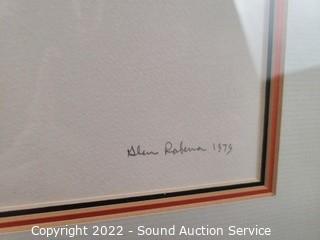 Glen Rabena 1979
Copyright 2022 - Sound Auction Service